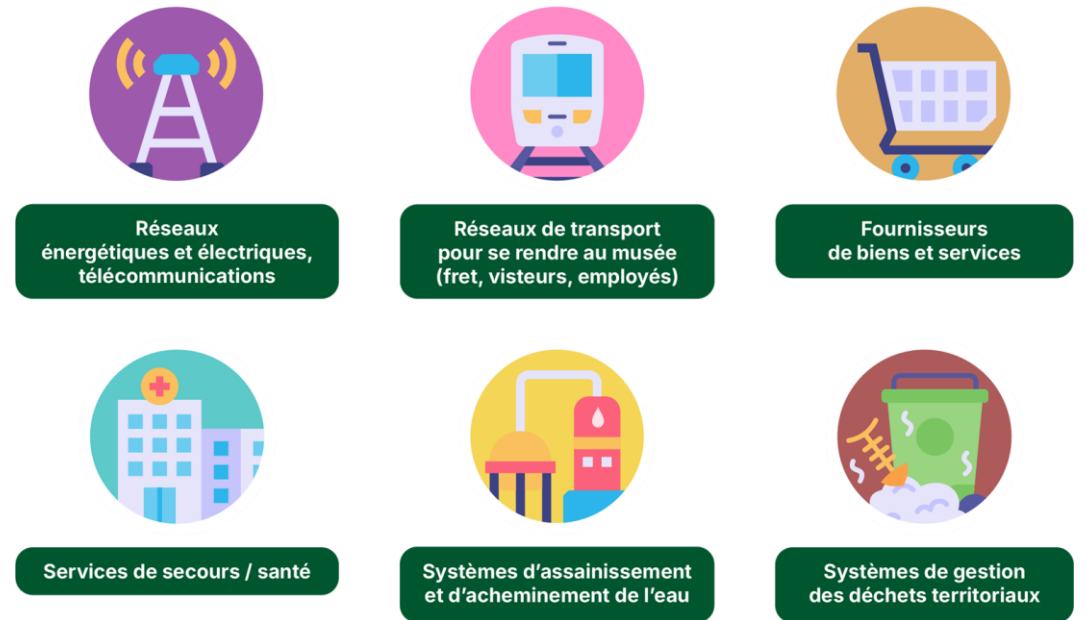 Réseaux
énergétiques et électriques,
télécommunications
Réseaux de transport
pour se rendre au musée
(fret, visteurs, employés)
Fournisseurs
de biens et services
Services de secours / santé
Systèmes d’assainissement
et d’acheminement de l’eau
Systèmes de gestion
des déchets territoriaux